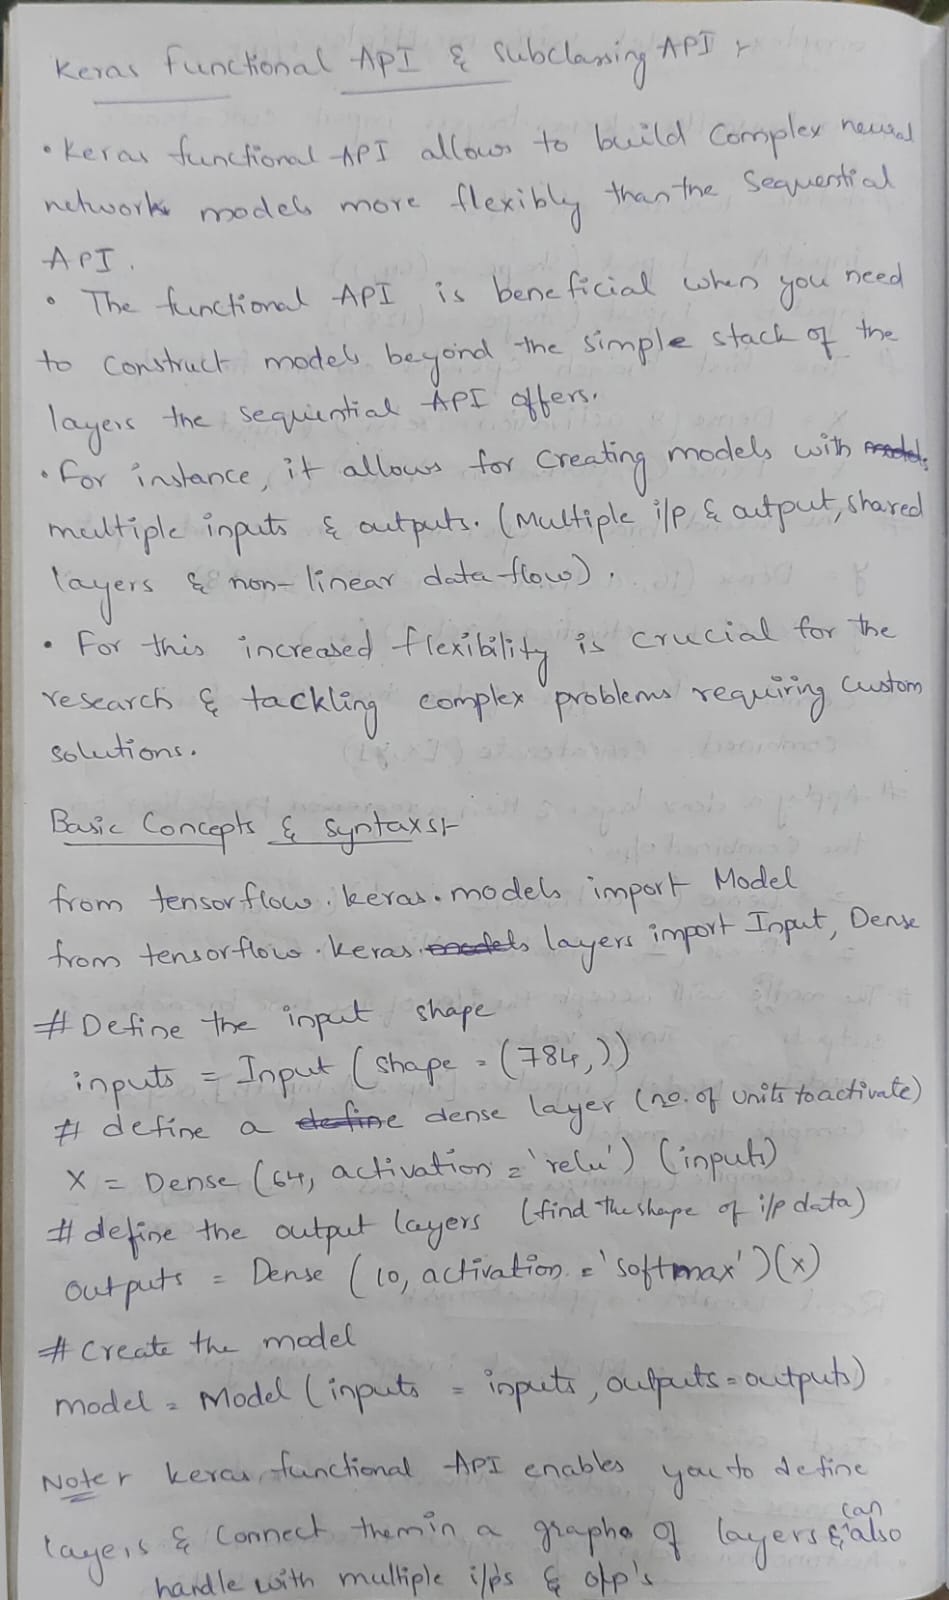 Keras functional API & Subclassing API :-
• Keras functional API allows to build Complex neural
network models more flexibly than the Sequential
API.
• The functional API is beneficial when you need
to construct models beyond the simple stack of the
layers the sequential API offers.
• For instance, it allows for creating models with models
multiple inputs & outputs. (Multiple i/p & output, shared
layers & non-linear data flow).
• For this increased flexibility is crucial for the
research & tackling complex problems requiring custom
solutions.
Basic Concepts & Syntaxs:-
from tensorflow.keras.models import Model
from tensorflow.keras.models layers import Input, Dense
# Define the input shape
inputs = Input (shape = (784,))
# define a define dense layer (no. of units to activate)
X = Dense (64, activation = 'relu') (inputs)
# define the output layers (find the shape of i/p data)
outputs = Dense (10, activation = 'softmax')(x)
# Create the model
model = Model (inputs = inputs, outputs = outputs)
Note :- keras functional API enables you to define
can
layers & Connect them in a graphs of layers & also
handle with multiple i/p's & o/p's